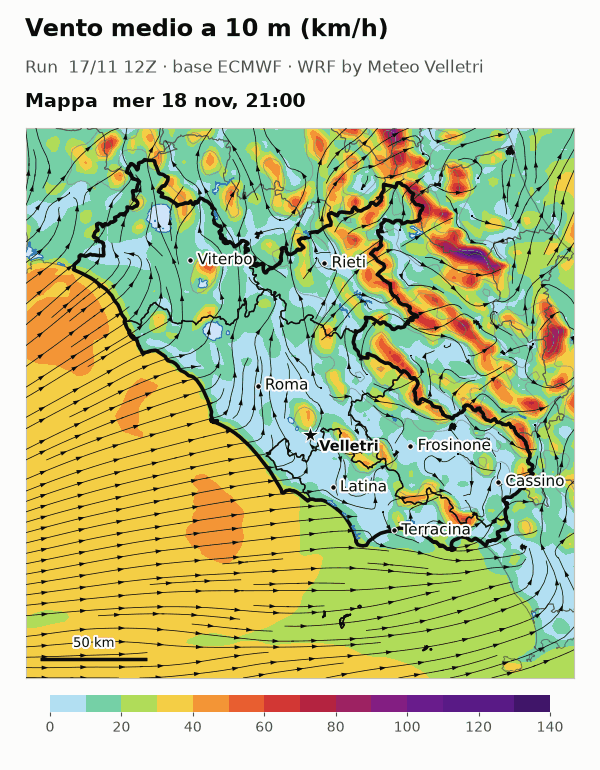 Vento medio a 10 m (km/h)
Run  17/11 12Z · base ECMWF · WRF by Meteo Velletri
Mappa  mer 18 nov, 21:00
Viterbo
Rieti
Roma
Velletri
Frosinone
Cassino
Latina
Terracina
50 km
0 20 40 60 80 100 120 140